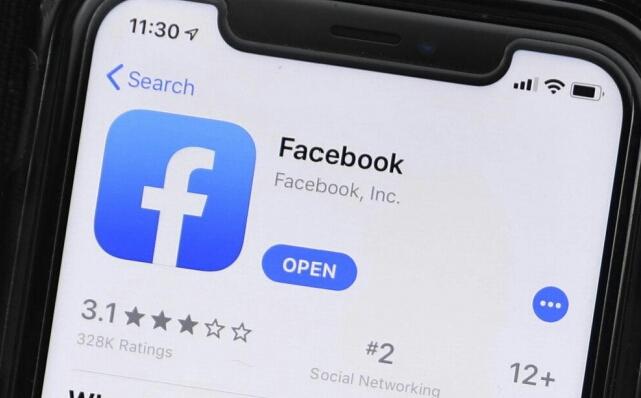 11:30
Search
Facebook
Facebook, Inc.
OPEN
3.1
328K Ratings
#2
Social Networking
12+